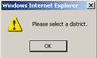 Windows Internet Explorer
Please select a district.
OK